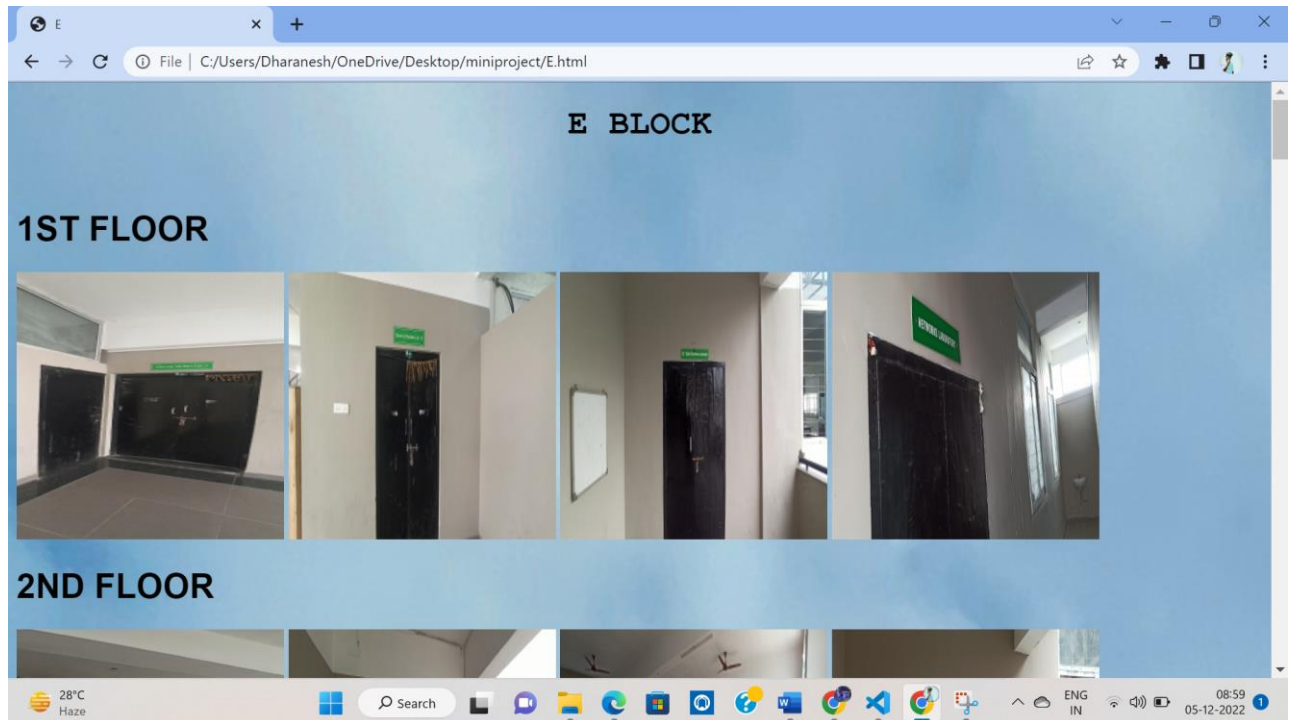 E
File | C:/Users/Dharanesh/OneDrive/Desktop/miniproject/E.html
E BLOCK
1ST FLOOR
2ND FLOOR
28°C
Haze
Search
ENG
IN
08:59
05-12-2022
1